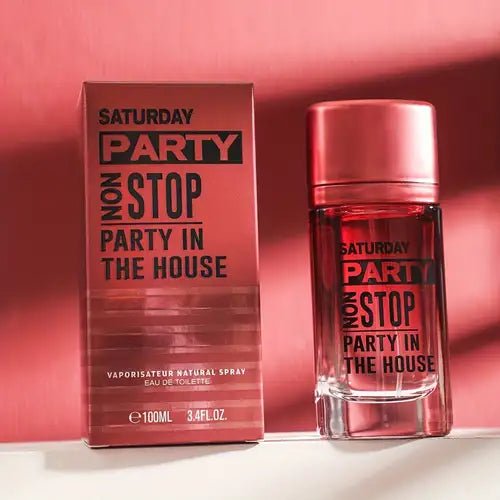 SATURDAY
PARTY
NON STOP
PARTY IN
THE HOUSE
VAPORISATEUR NATURAL SPRAY
EAU DE TOILETTE
℮100ML 3.4FL.OZ.
SATURDAY
PARTY
NON STOP
PARTY IN
THE HOUSE